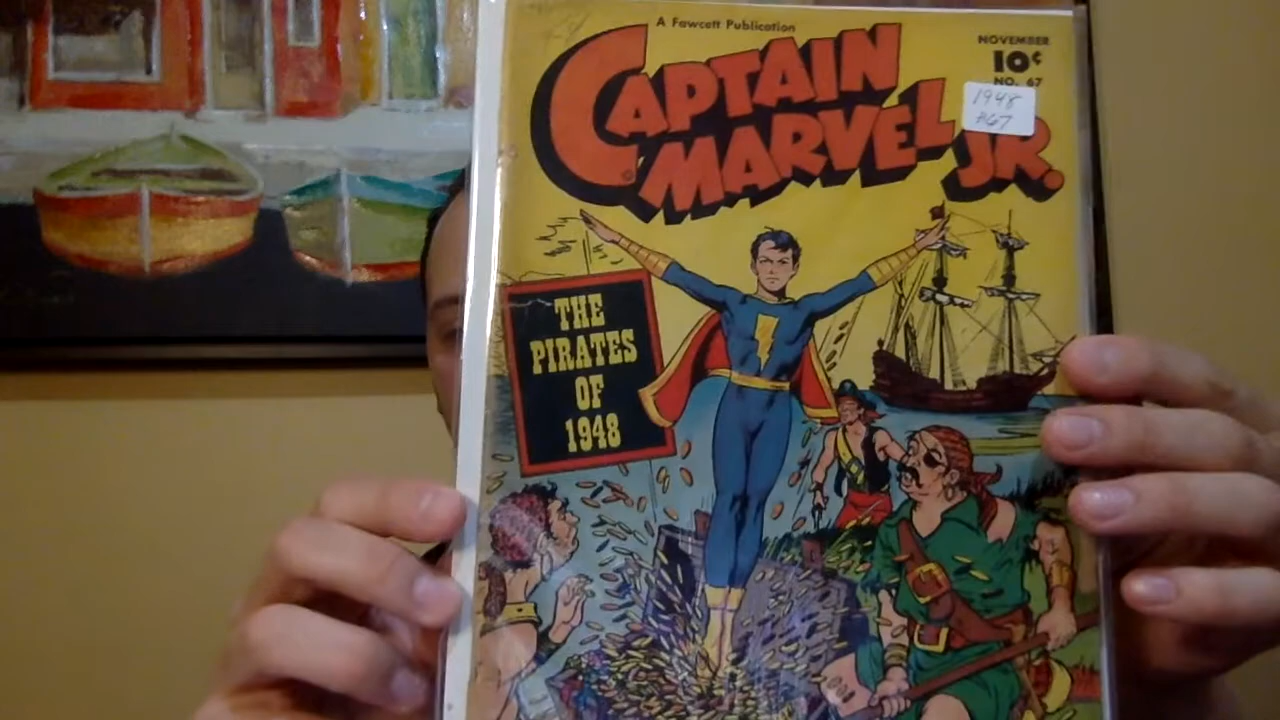 A Fawcett Publication
CAPTAIN
MARVEL JR.
NOVEMBER
10¢
NO. 67
1948
#67
THE
PIRATES
OF
1948